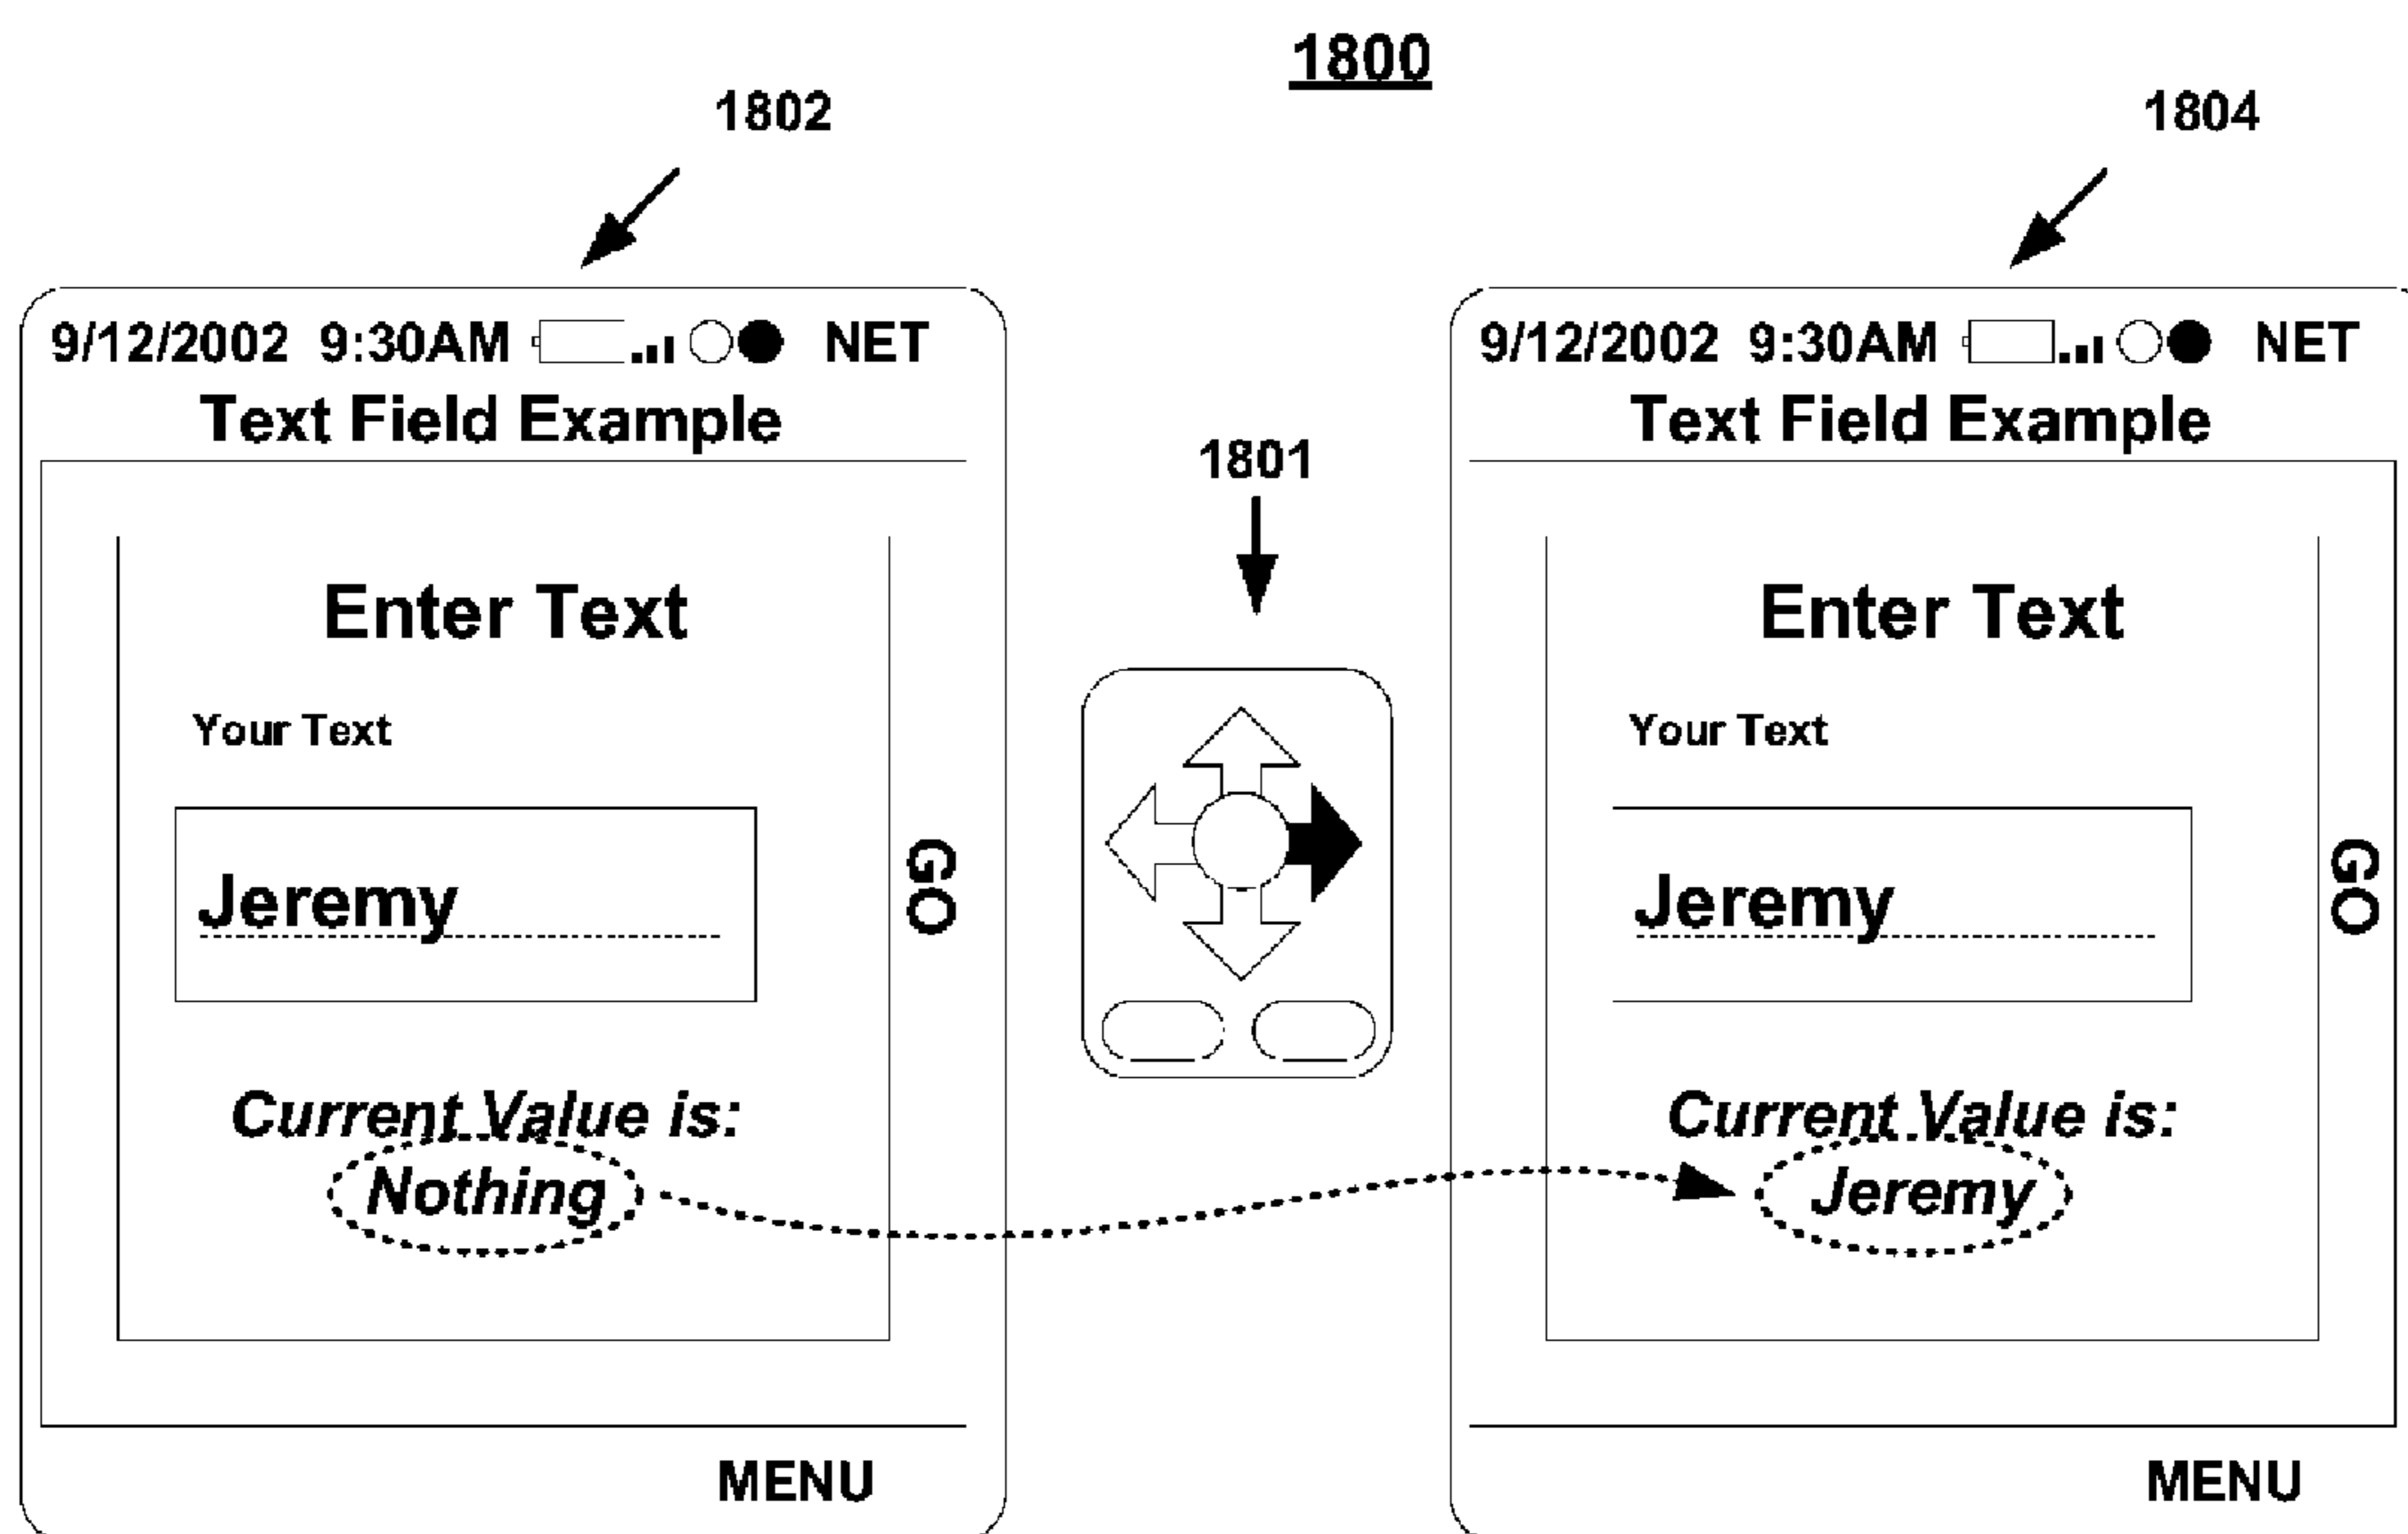 1800
1802
1804
9/12/2002 9:30AM NET
Text Field Example
Enter Text
Your Text
Jeremy
GO
Current Value is:
Nothing
MENU
1801
9/12/2002 9:30AM NET
Text Field Example
Enter Text
Your Text
Jeremy
GO
Current Value is:
Jeremy
MENU